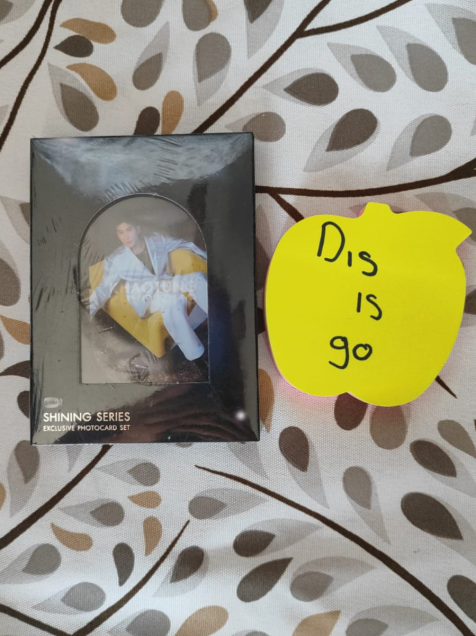 SHINING SERIES
EXCLUSIVE PHOTOCARD SET
Dis
is
go